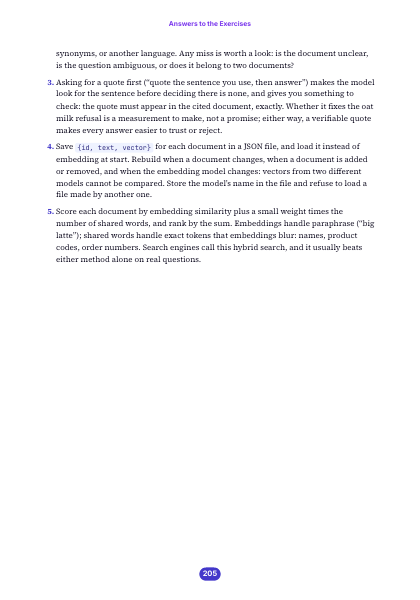 Answers to the Exercises
synonyms, or another language. Any miss is worth a look: is the document unclear,
is the question ambiguous, or does it belong to two documents?
3. Asking for a quote first (“quote the sentence you use, then answer”) makes the model
look for the sentence before deciding there is none, and gives you something to
check: the quote must appear in the cited document, exactly. Whether it fixes the oat
milk refusal is a measurement to make, not a promise; either way, a verifiable quote
makes every answer easier to trust or reject.
4. Save {id, text, vector} for each document in a JSON file, and load it instead of
embedding at start. Rebuild when a document changes, when a document is added
or removed, and when the embedding model changes: vectors from two different
models cannot be compared. Store the model’s name in the file and refuse to load a
file made by another one.
5. Score each document by embedding similarity plus a small weight times the
number of shared words, and rank by the sum. Embeddings handle paraphrase (“big
latte”); shared words handle exact tokens that embeddings blur: names, product
codes, order numbers. Search engines call this hybrid search, and it usually beats
either method alone on real questions.
205